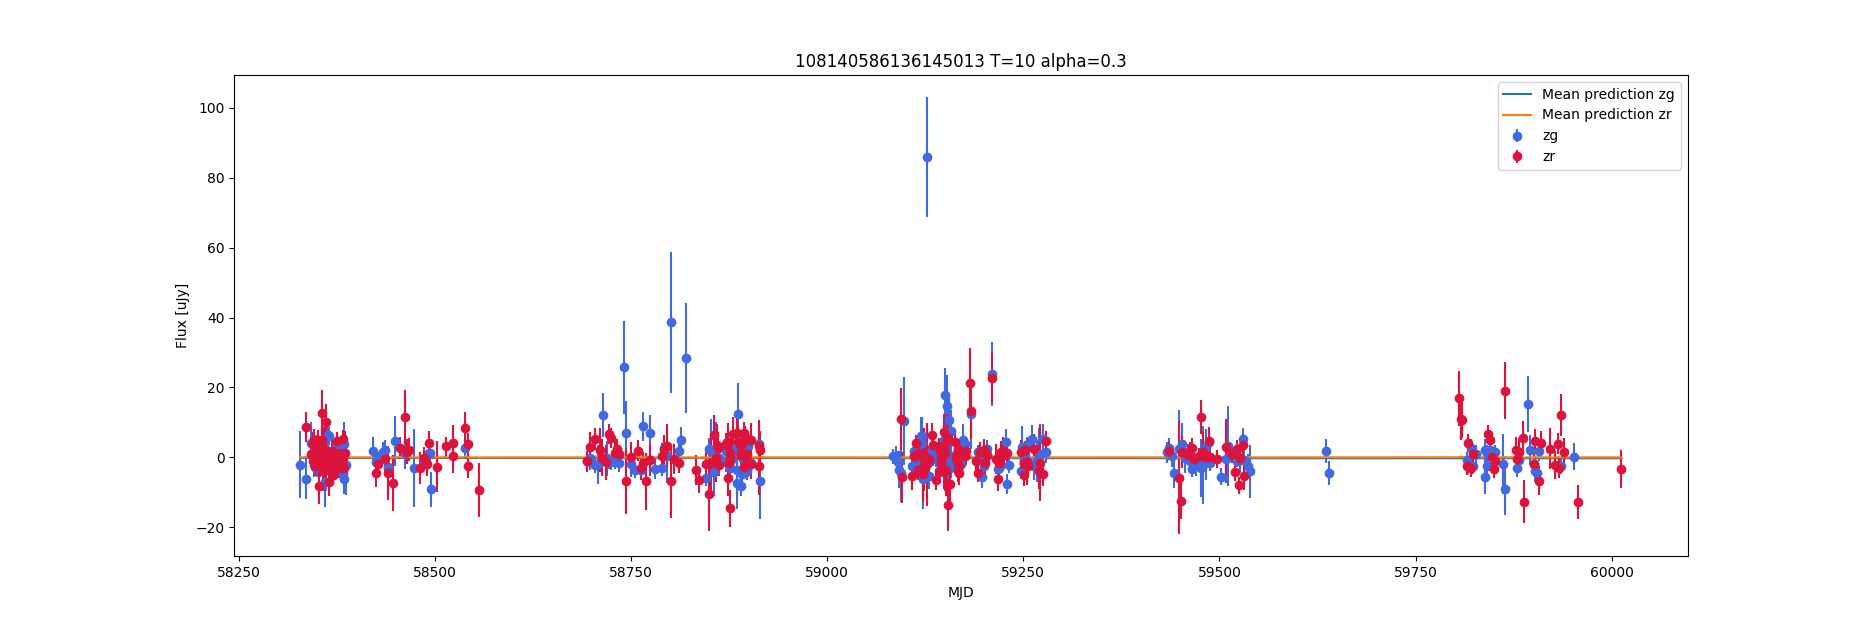 108140586136145013 T=10 alpha=0.3
Mean prediction zg
Mean prediction zr
zg
zr
Flux [uJy]
100
80
60
40
20
0
−20
58250 58500 58750 59000 59250 59500 59750 60000
MJD